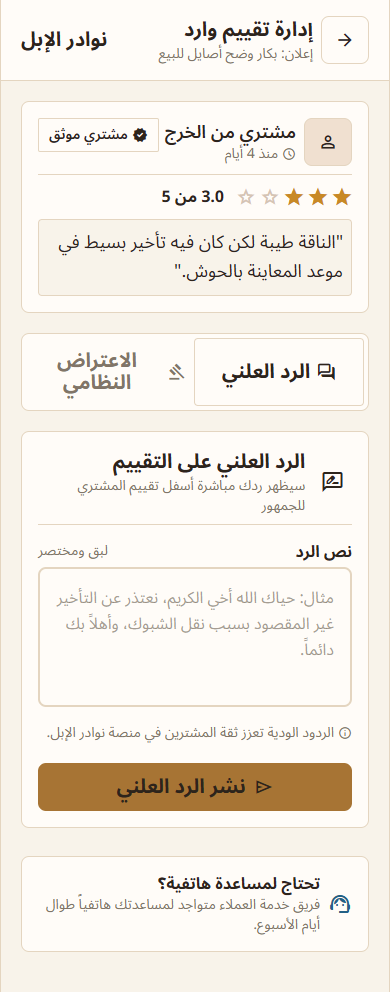 إدارة تقييم وارد
إعلان: بكار وضح أصايل للبيع
نوادر الإبل
مشتري من الخرج
مشتري موثق
منذ 4 أيام
3.0 من 5
"الناقة طيبة لكن كان فيه تأخير بسيط في
موعد المعاينة بالحوش."
الرد العلني
الاعتراض
النظامي
الرد العلني على التقييم
سيظهر ردك مباشرة أسفل تقييم المشتري
للجمهور
نص الرد
لبق ومختصر
مثال: حياك الله أخي الكريم، نعتذر عن التأخير
غير المقصود بسبب نقل الشبوك، وأهلاً بك
دائماً.
الردود الودية تعزز ثقة المشترين في منصة نوادر الإبل.
نشر الرد العلني
تحتاج لمساعدة هاتفية؟
فريق خدمة العملاء متواجد لمساعدتك هاتفياً طوال
أيام الأسبوع.